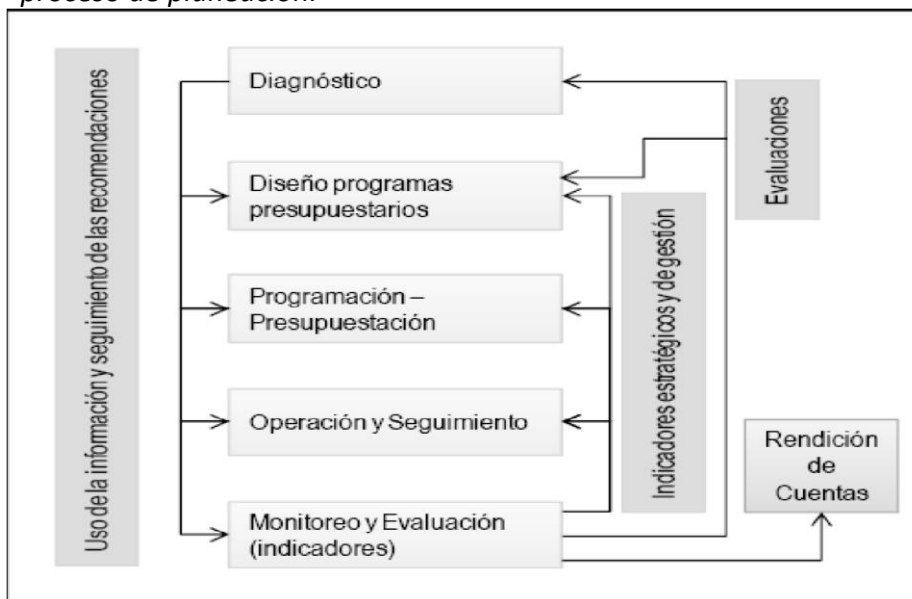 proceso de planeación.
Uso de la información y seguimiento de las recomendaciones
Diagnóstico
Diseño programas
presupuestarios
Programación –
Presupuestación
Operación y Seguimiento
Monitoreo y Evaluación
(indicadores)
Indicadores estratégicos y de gestión
Evaluaciones
Rendición
de
Cuentas